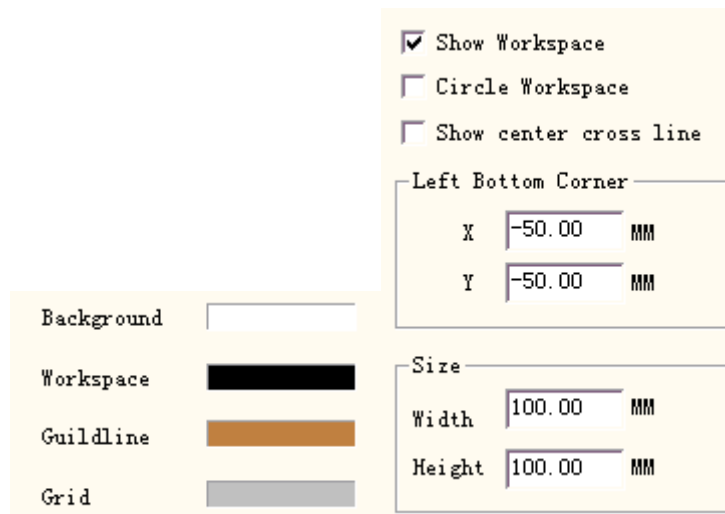 Show Workspace
Circle Workspace
Show center cross line
Left Bottom Corner
X -50.00 MM
Y -50.00 MM
Background
Workspace
Guildline
Grid
Size
Width 100.00 MM
Height 100.00 MM